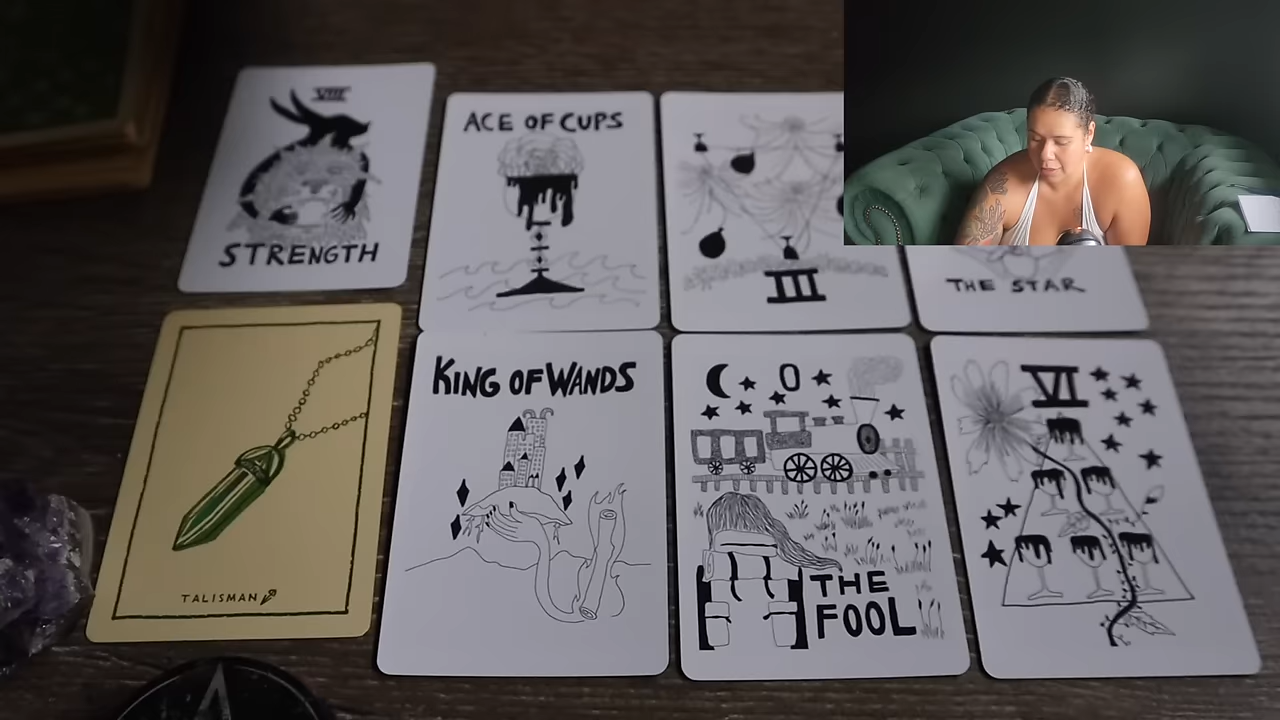 VIII
STRENGTH
ACE OF CUPS
III
THE STAR
TALISMAN
KING OF WANDS
0
THE
FOOL
VI